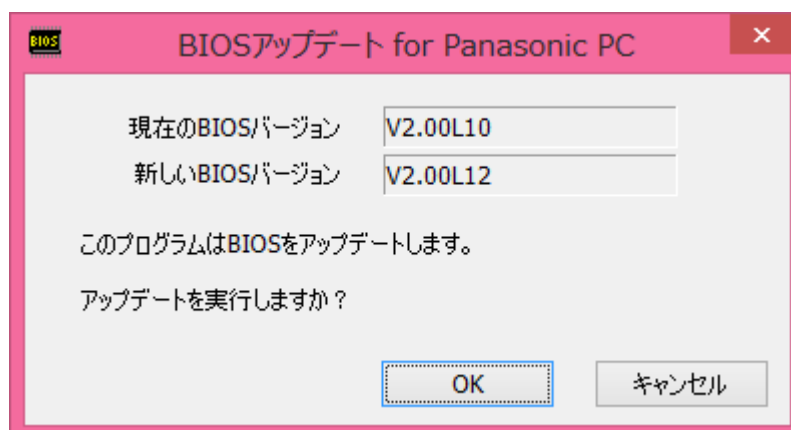 BIOS
BIOSアップデート for Panasonic PC
現在のBIOSバージョン V2.00L10
新しいBIOSバージョン V2.00L12
このプログラムはBIOSをアップデートします。
アップデートを実行しますか？
OK キャンセル